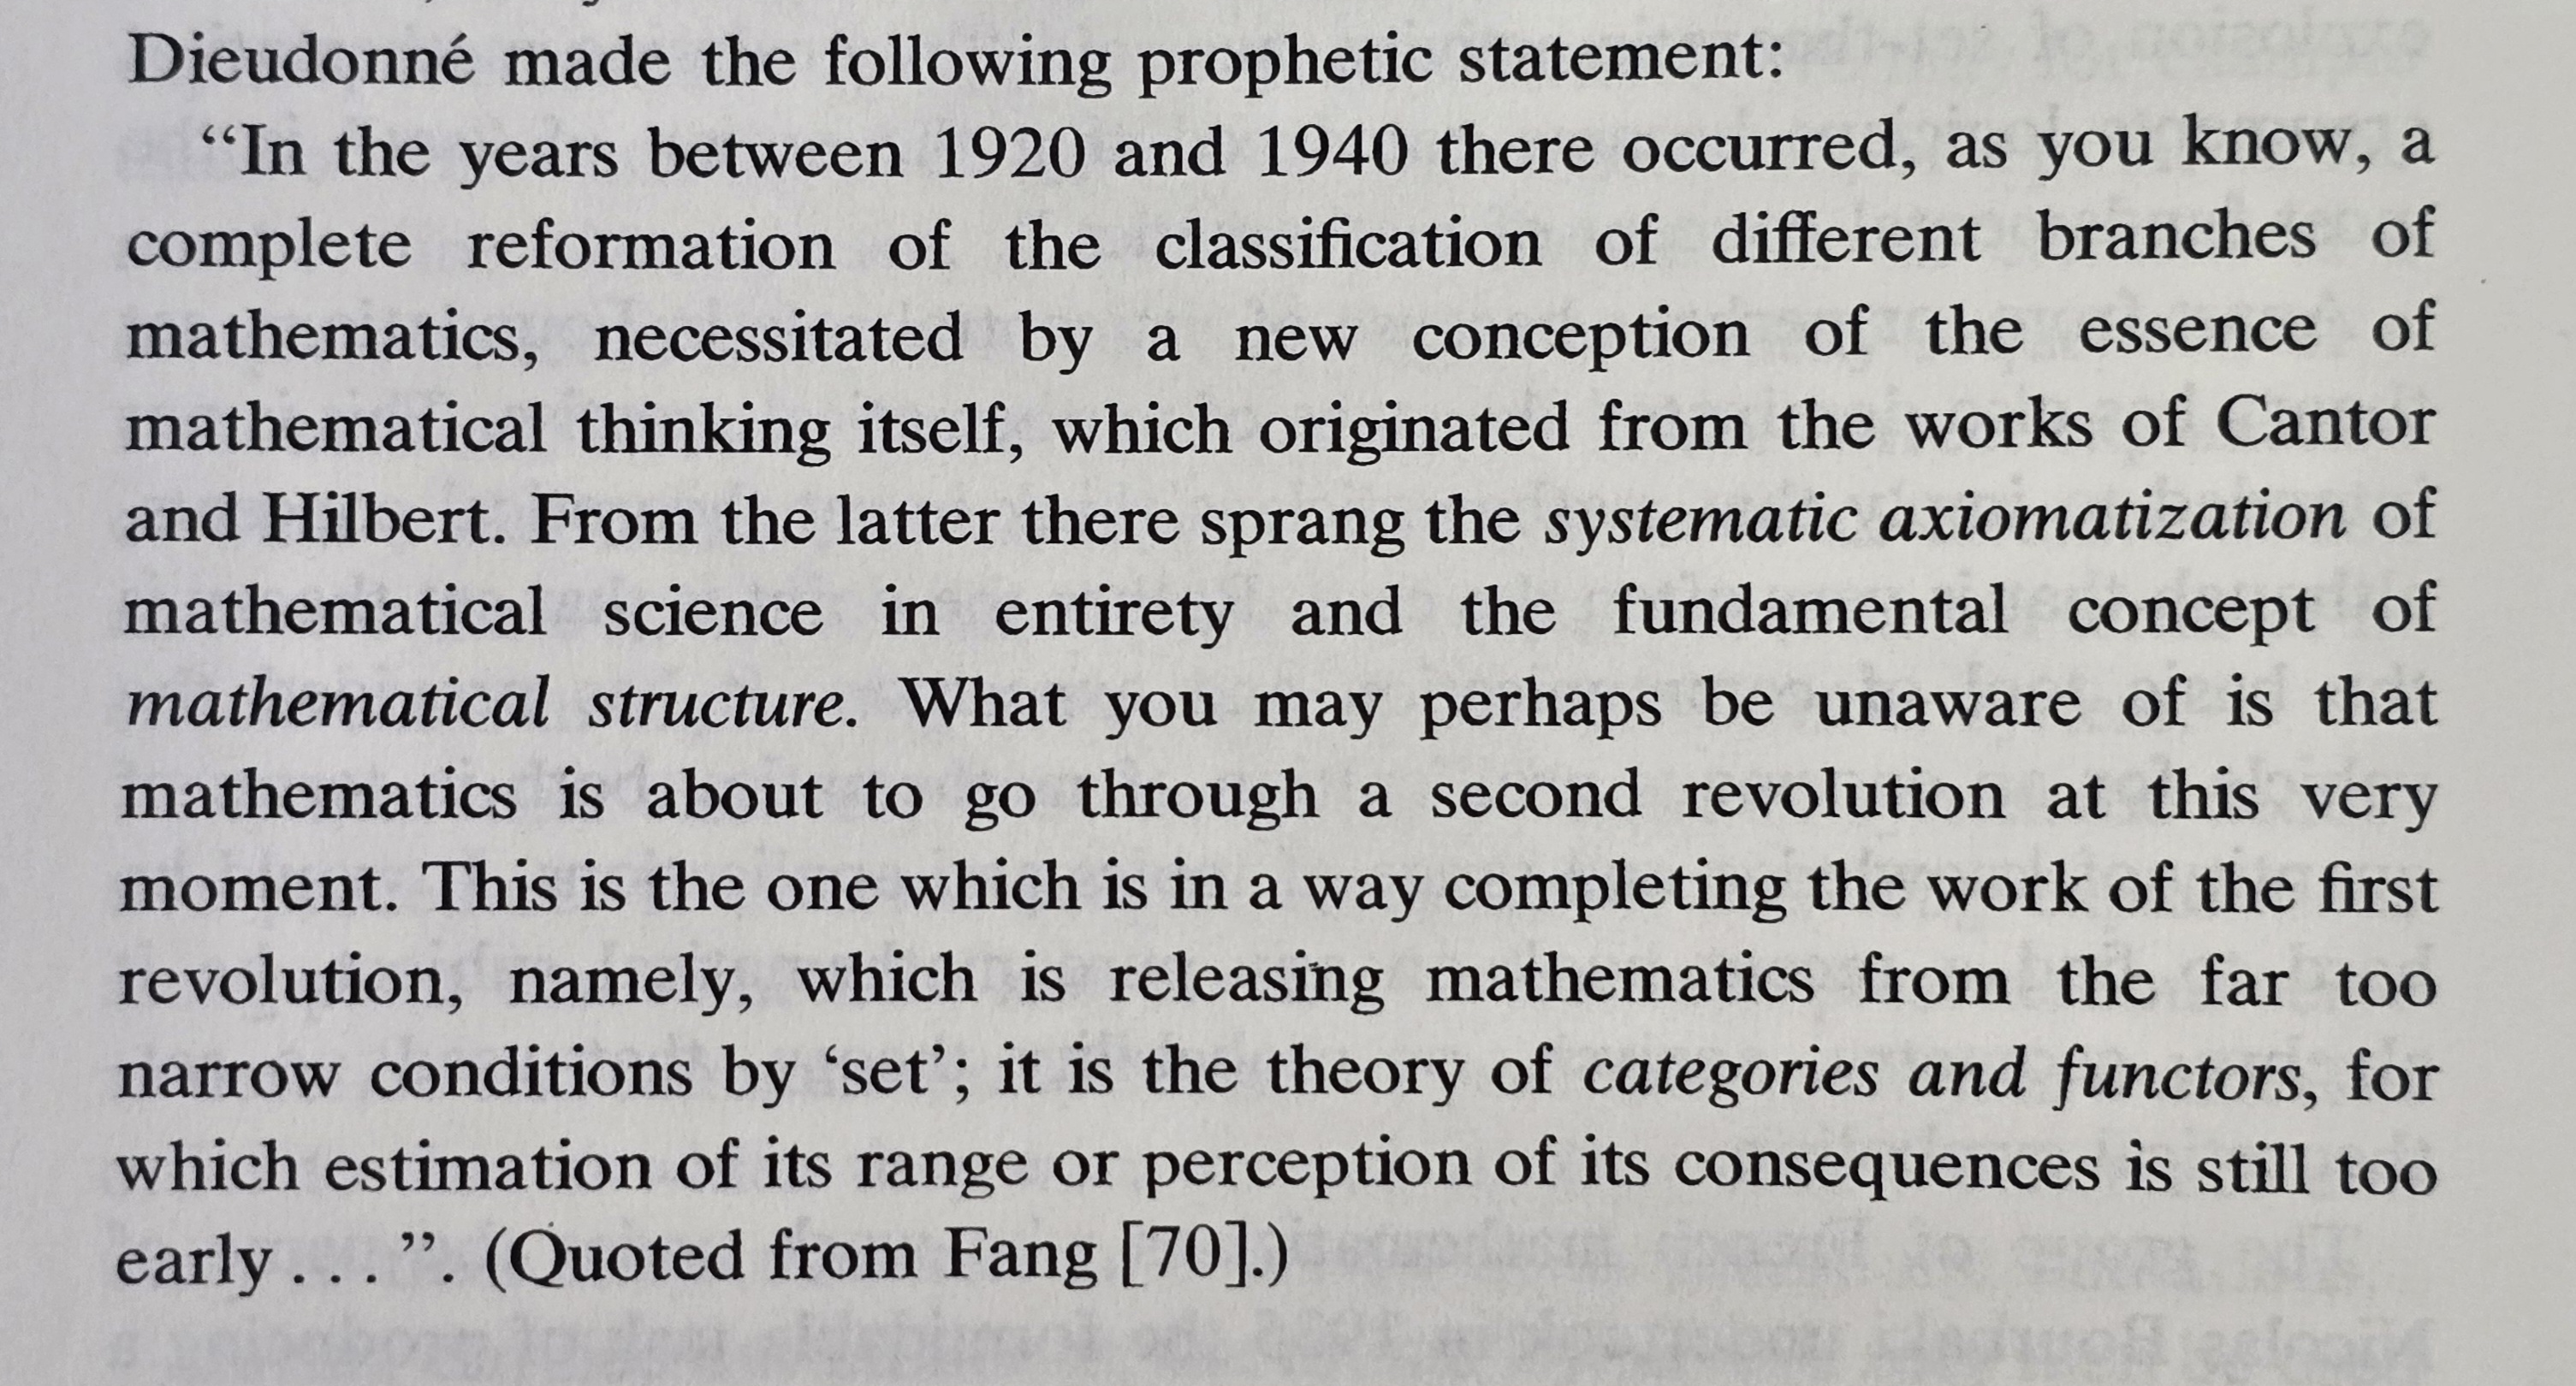 Dieudonné made the following prophetic statement:
“In the years between 1920 and 1940 there occurred, as you know, a
complete reformation of the classification of different branches of
mathematics, necessitated by a new conception of the essence of
mathematical thinking itself, which originated from the works of Cantor
and Hilbert. From the latter there sprang the systematic axiomatization of
mathematical science in entirety and the fundamental concept of
mathematical structure. What you may perhaps be unaware of is that
mathematics is about to go through a second revolution at this very
moment. This is the one which is in a way completing the work of the first
revolution, namely, which is releasing mathematics from the far too
narrow conditions by ‘set’; it is the theory of categories and functors, for
which estimation of its range or perception of its consequences is still too
early . . . ”. (Quoted from Fang [70].)